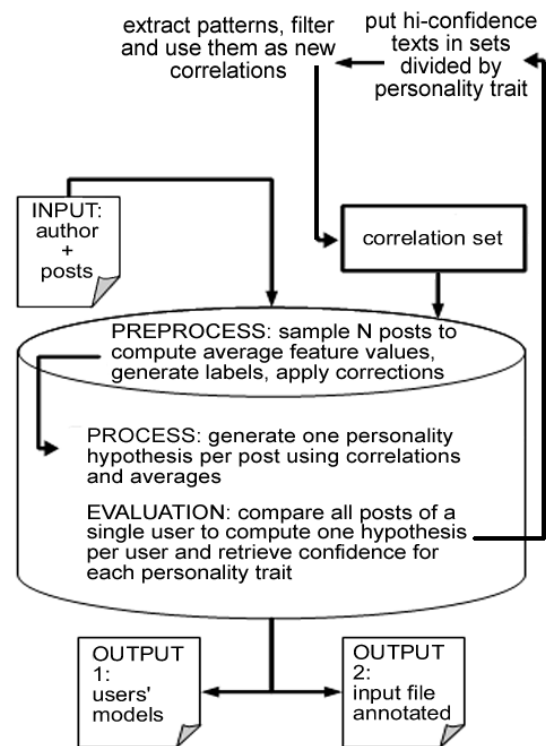 extract patterns, filter
and use them as new
correlations
put hi-confidence
texts in sets
divided by
personality trait
INPUT:
author
+
posts
correlation set
PREPROCESS: sample N posts to
compute average feature values,
generate labels, apply corrections
PROCESS: generate one personality
hypothesis per post using correlations
and averages
EVALUATION: compare all posts of a
single user to compute one hypothesis
per user and retrieve confidence for
each personality trait
OUTPUT
1:
users'
models
OUTPUT
2:
input file
annotated